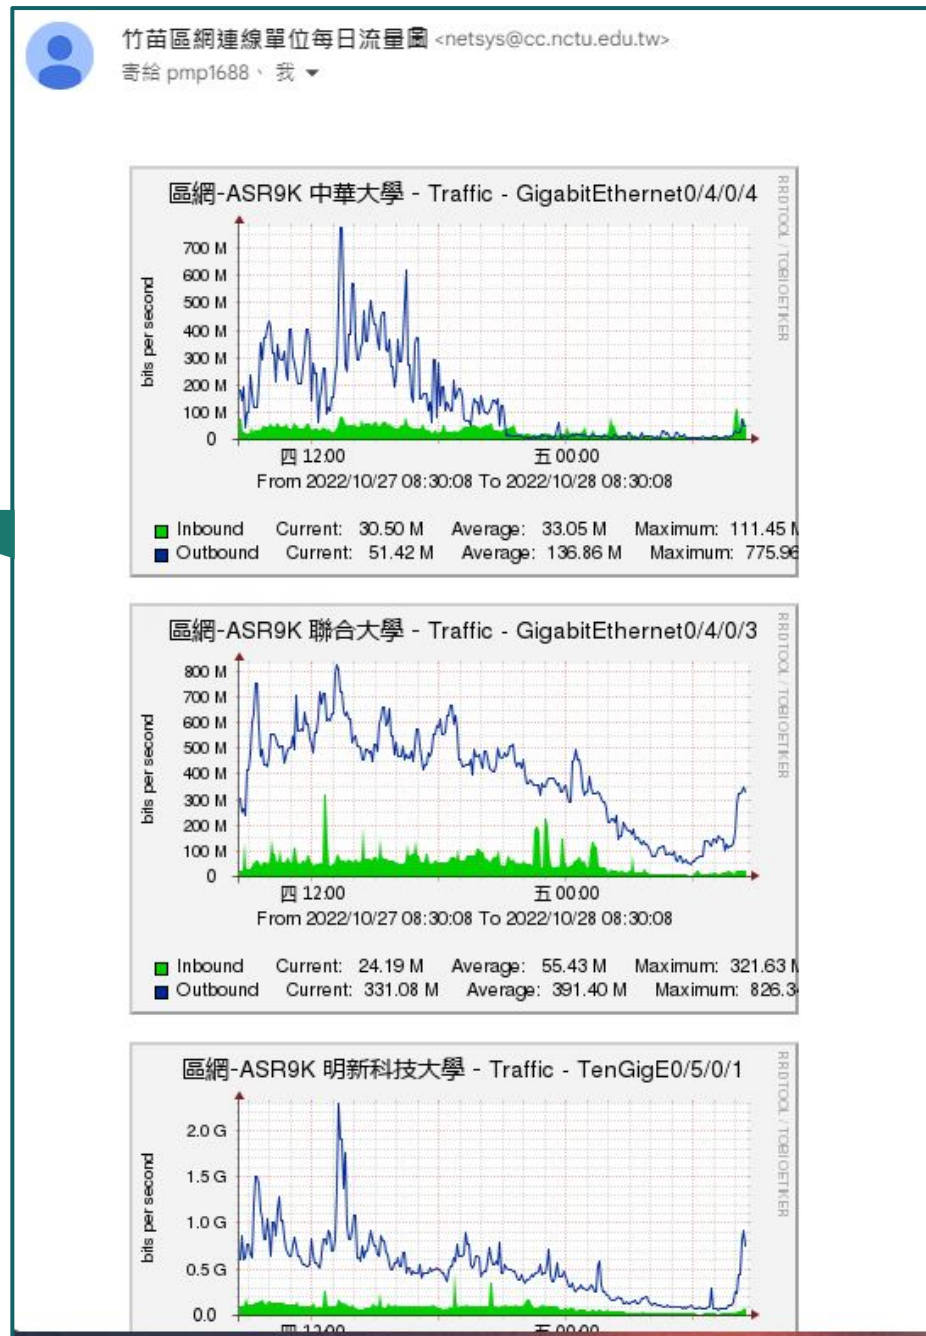 竹苗區網連線單位每日流量圖 <netsys@cc.nctu.edu.tw>
寄給 pmp1688、 我
區網-ASR9K 中華大學 - Traffic - GigabitEthernet0/4/0/4
RRDTOOL / TOBI OETIKER
bits per second
700 M
600 M
500 M
400 M
300 M
200 M
100 M
0
四 12:00 五 00:00
From 2022/10/27 08:30:08 To 2022/10/28 08:30:08
Inbound Current: 30.50 M Average: 33.05 M Maximum: 111.45 M
Outbound Current: 51.42 M Average: 136.86 M Maximum: 775.96
區網-ASR9K 聯合大學 - Traffic - GigabitEthernet0/4/0/3
RRDTOOL / TOBI OETIKER
bits per second
800 M
700 M
600 M
500 M
400 M
300 M
200 M
100 M
0
四 12:00 五 00:00
From 2022/10/27 08:30:08 To 2022/10/28 08:30:08
Inbound Current: 24.19 M Average: 55.43 M Maximum: 321.63 M
Outbound Current: 331.08 M Average: 391.40 M Maximum: 826.3
區網-ASR9K 明新科技大學 - Traffic - TenGigE0/5/0/1
RRDTOOL / TOBI OETIKER
bits per second
2.0 G
1.5 G
1.0 G
0.5 G
0.0
四 12:00 五 00:00